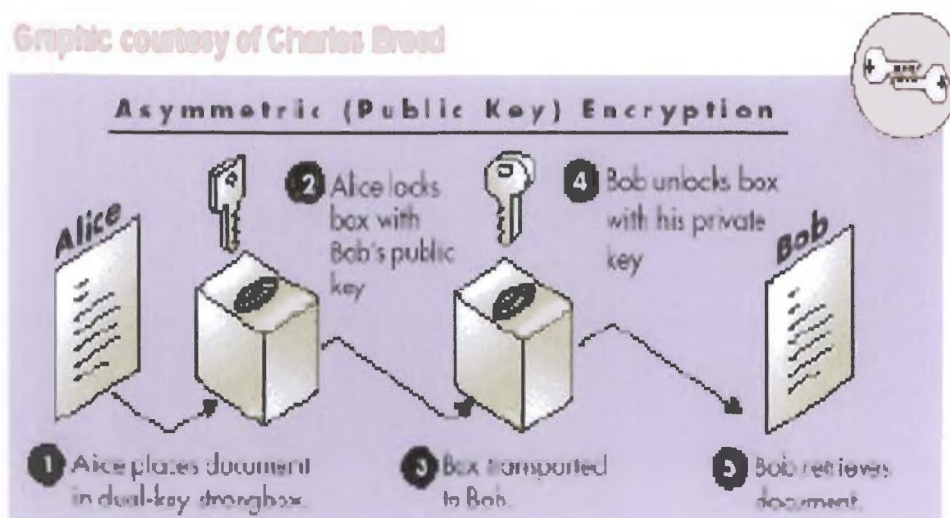 Graphic courtesy of Charles Breed
Asymmetric (Public Key) Encryption
Alice
1 Alice places document
in dual-key strongbox.
2 Alice locks
box with
Bob's public
key
3 Box transported
to Bob.
4 Bob unlocks box
with his private
key
Bob
5 Bob retrieves
document.